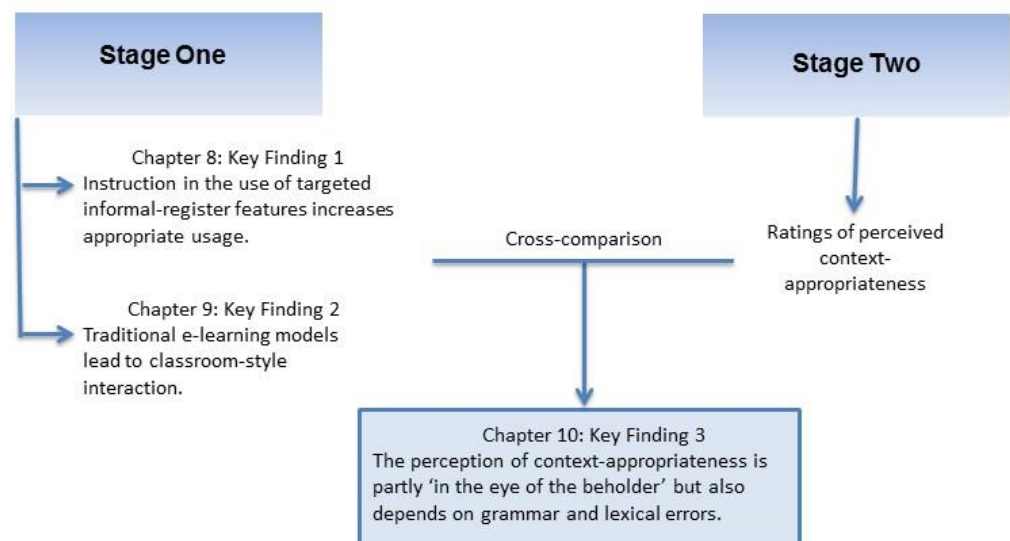 Stage One
Stage Two
Chapter 8: Key Finding 1
Instruction in the use of targeted
informal-register features increases
appropriate usage.
Cross-comparison
Ratings of perceived
context-
appropriateness
Chapter 9: Key Finding 2
Traditional e-learning models
lead to classroom-style
interaction.
Chapter 10: Key Finding 3
The perception of context-appropriateness is
partly ‘in the eye of the beholder’ but also
depends on grammar and lexical errors.